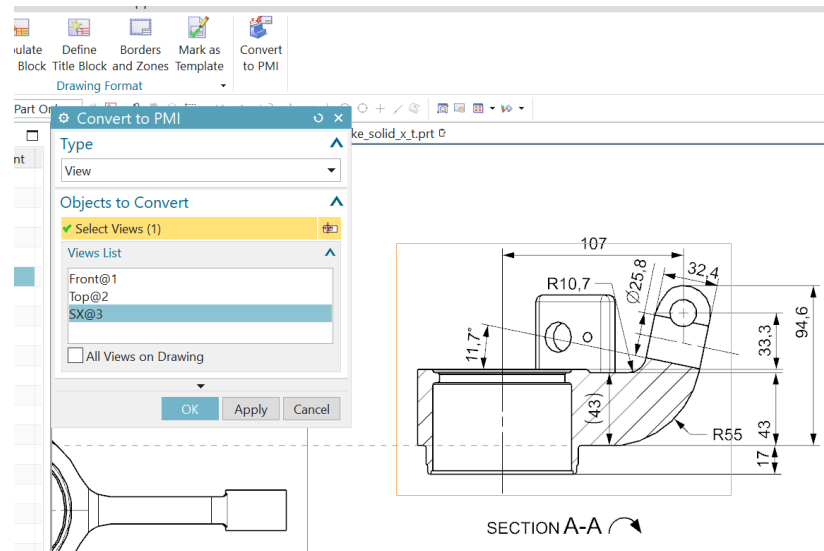 ulate Define Borders Mark as Convert
Block Title Block and Zones Template to PMI
Drawing Format
Part On
Convert to PMI
ke_solid_x_t.prt
nt
Type
View
Objects to Convert
Select Views (1)
Views List
Front@1
Top@2
SX@3
All Views on Drawing
OK Apply Cancel
107
R10,7
Ø25,8
32,4
11,7°
33,3
94,6
(43)
43
R55
17
SECTION A-A